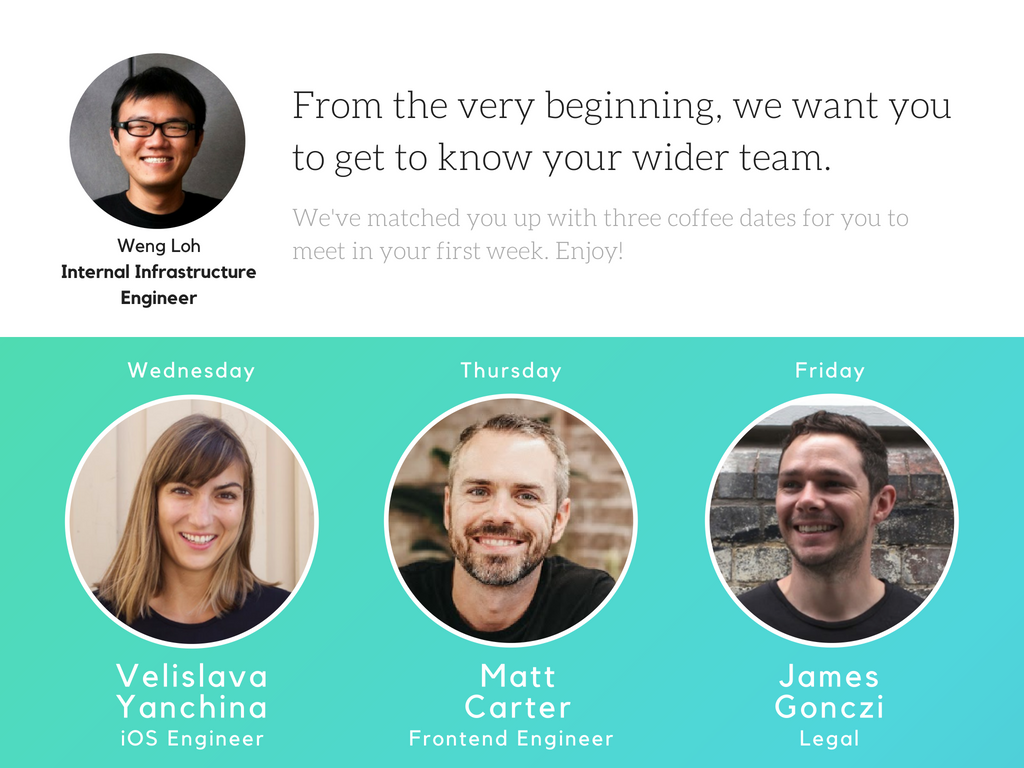 From the very beginning, we want you
to get to know your wider team.
We've matched you up with three coffee dates for you to
meet in your first week. Enjoy!
Weng Loh
Internal Infrastructure
Engineer
Wednesday
Velislava
Yanchina
iOS Engineer
Thursday
Matt
Carter
Frontend Engineer
Friday
James
Gonczi
Legal